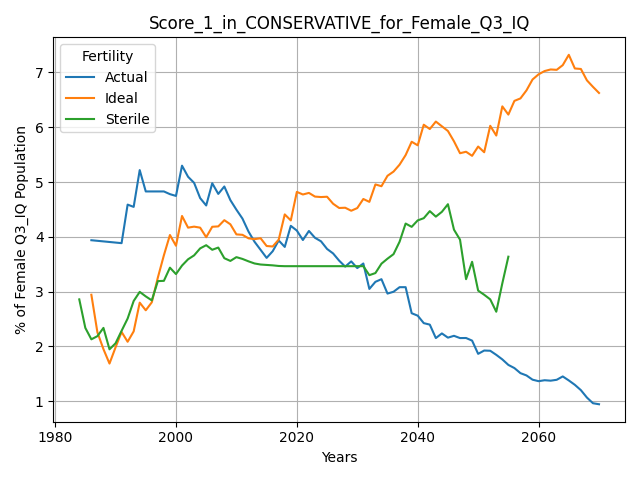 Score_1_in_CONSERVATIVE_for_Female_Q3_IQ
Fertility
Actual
Ideal
Sterile
% of Female Q3_IQ Population
7
6
5
4
3
2
1
1980 2000 2020 2040 2060
Years